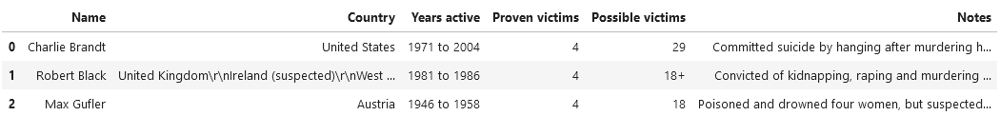 Name Country Years active Proven victims Possible victims Notes
0 Charlie Brandt United States 1971 to 2004 4 29 Committed suicide by hanging after murdering h...
1 Robert Black United Kingdom\r\nIreland (suspected)\r\nWest ... 1981 to 1986 4 18+ Convicted of kidnapping, raping and murdering ...
2 Max Gufler Austria 1946 to 1958 4 18 Poisoned and drowned four women, but suspected...